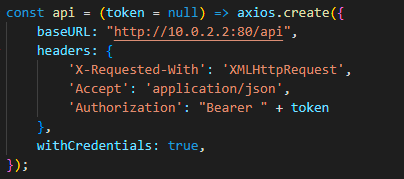 const api = (token = null) => axios.create({
    baseURL: "http://10.0.2.2:80/api",
    headers: {
        'X-Requested-With': 'XMLHttpRequest',
        'Accept': 'application/json',
        'Authorization': "Bearer " + token
    },
    withCredentials: true,
});